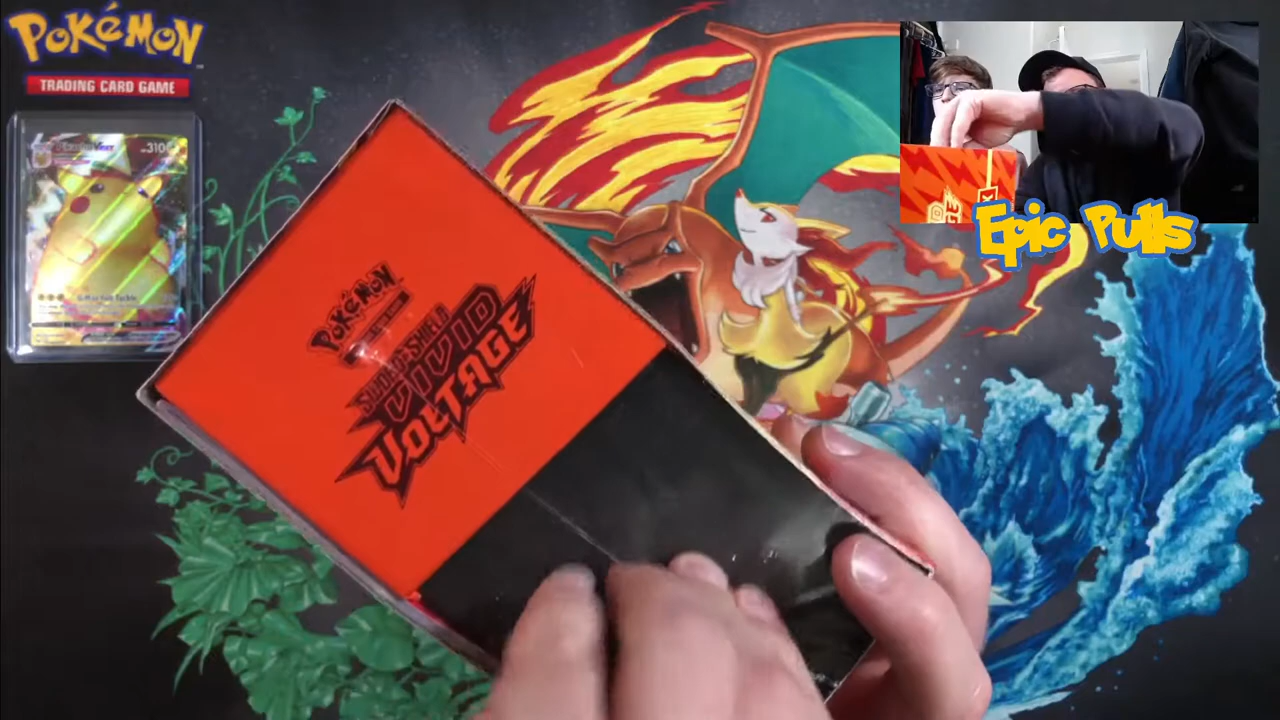 POKéMON
TRADING CARD GAME
310
Epic Pulls
POKéMON
SWORD & SHIELD
VIVID
VOLTAGE